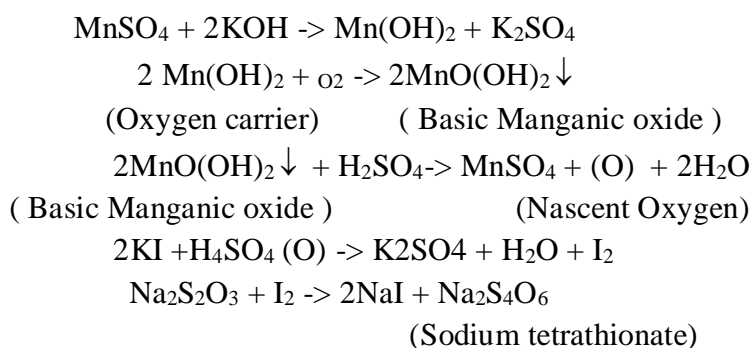 MnSO₄ + 2KOH -> Mn(OH)₂ + K₂SO₄
2 Mn(OH)₂ + O₂ -> 2MnO(OH)₂↓
(Oxygen carrier) ( Basic Manganic oxide )
2MnO(OH)₂↓ + H₂SO₄-> MnSO₄ + (O) + 2H₂O
( Basic Manganic oxide ) (Nascent Oxygen)
2KI +H₄SO₄ (O) -> K2SO4 + H₂O + I₂
Na₂S₂O₃ + I₂ -> 2NaI + Na₂S₄O₆
(Sodium tetrathionate)